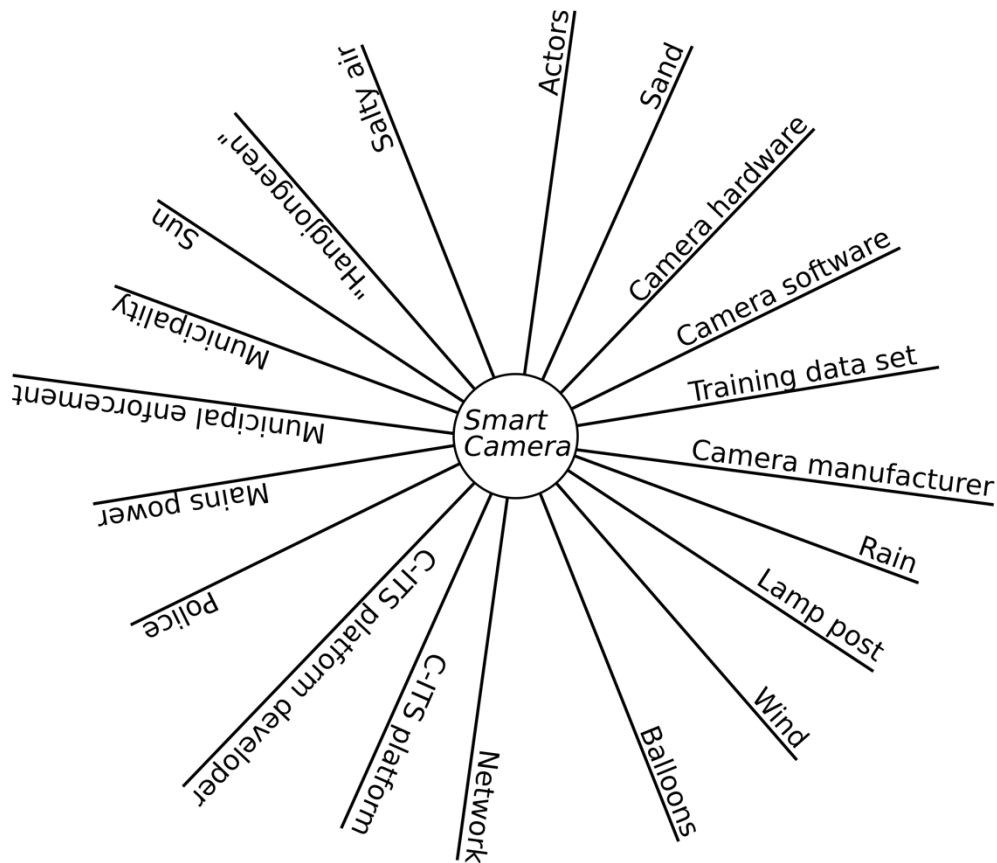 Actors
Sand
Camera hardware
Camera software
Training data set
Camera manufacturer
Rain
Lamp post
Wind
Balloons
Network
C-ITS platform
C-ITS platform developer
Police
Mains power
Municipal enforcement
Municipality
Sun
"Hangjongeren"
Salty air
Smart
Camera